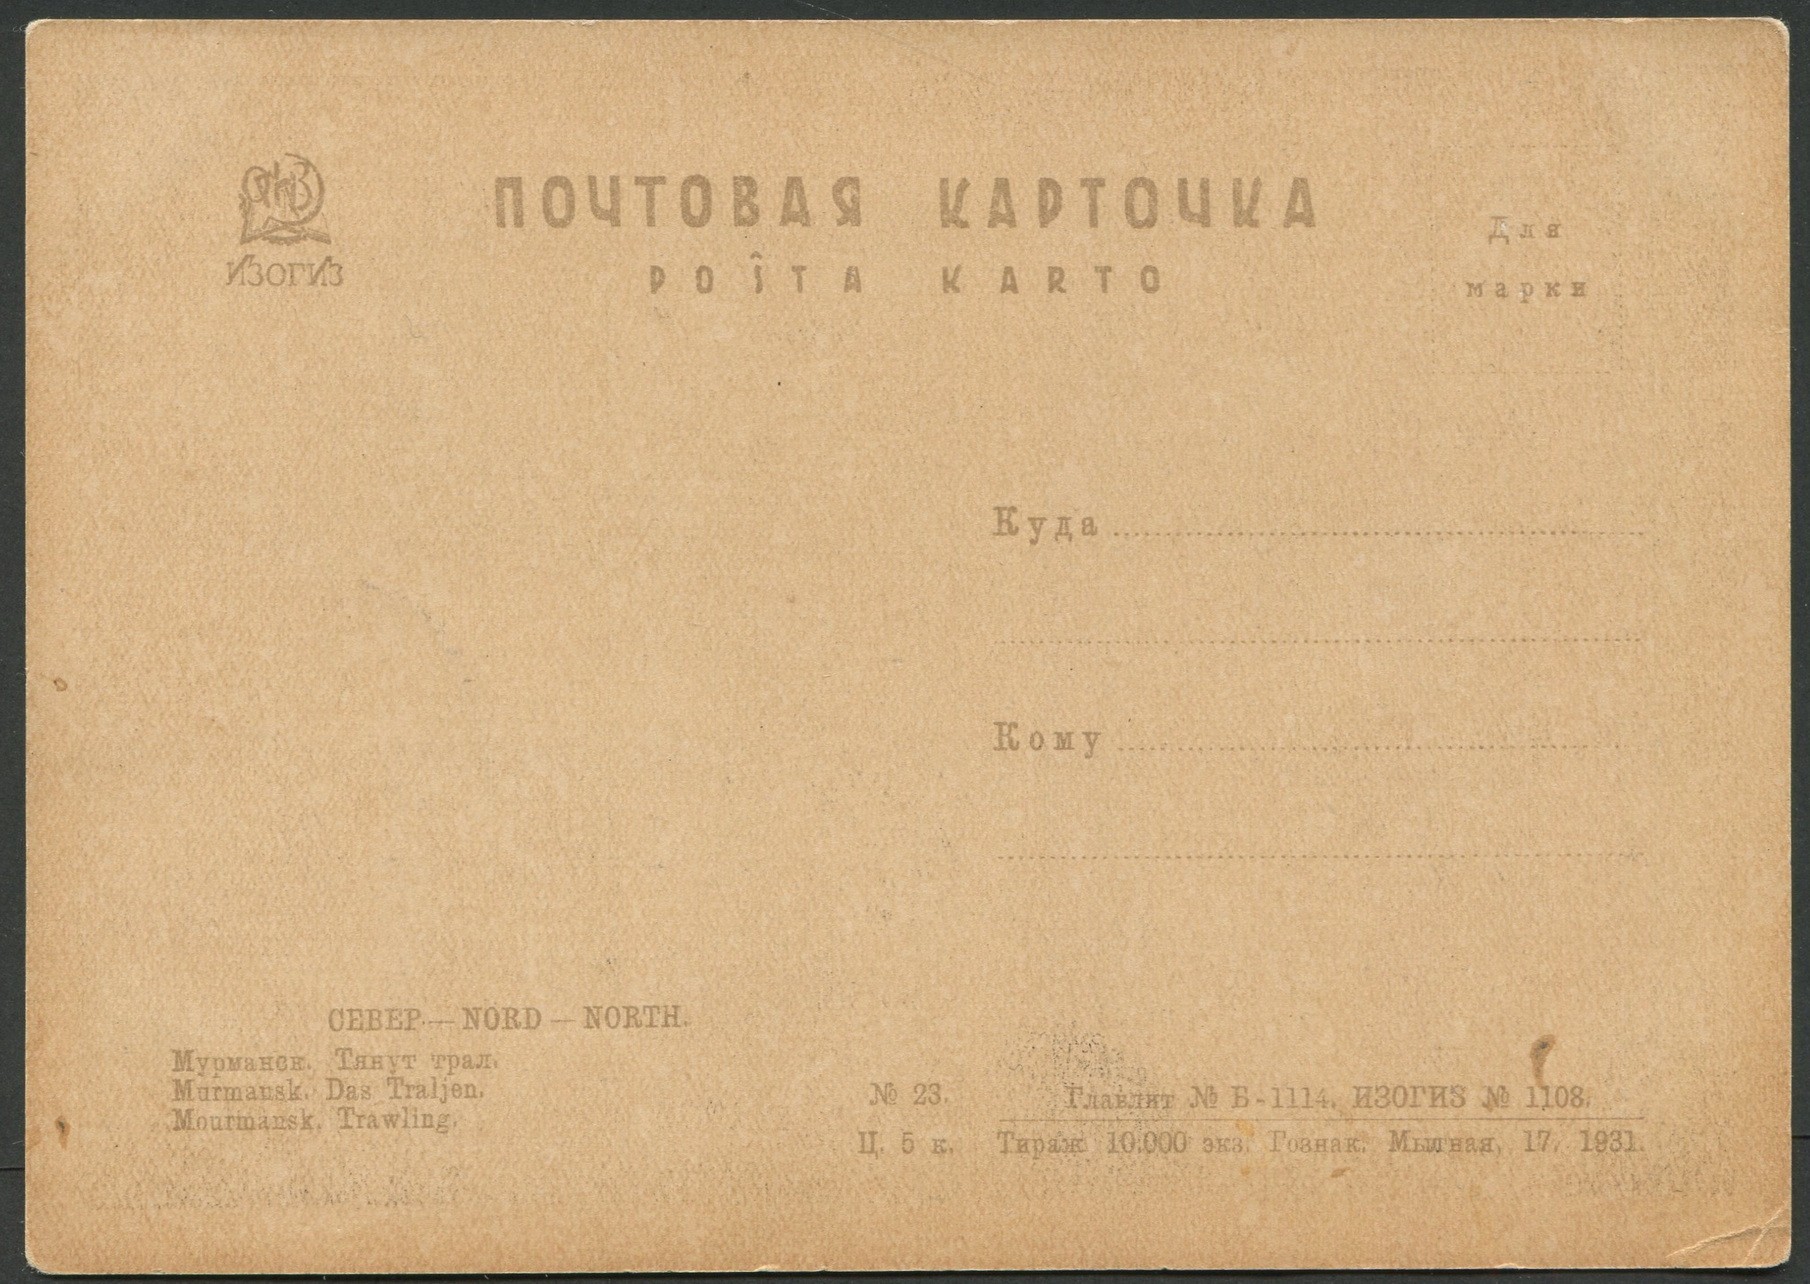 ИЗОГИЗ
ПОЧТОВАЯ КАРТОЧКА
POŜTA KARTO
Для
марки
Куда
Кому
СЕВЕР — NORD — NORTH.
Мурманск. Тянут трал.
Murmansk. Das Traljen.
Mourmansk. Trawling.
№ 23.
Ц. 5 к.
Главлит № Б-1114. ИЗОГИЗ № 1108.
Тираж 10.000 экз. Гознак. Мытная, 17. 1931.